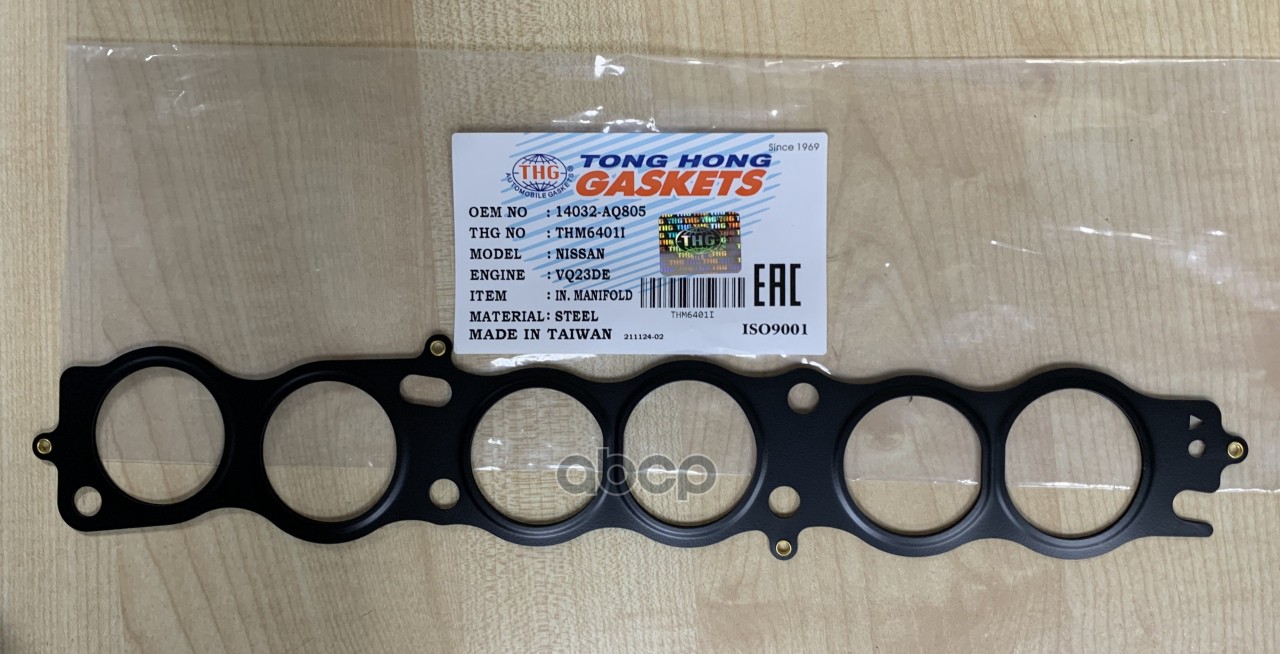 Since 1969
THG
AUTOMOBILE GASKETS
®
TONG HONG
GASKETS
OEM NO : 14032-AQ805
THG NO : THM6401I
MODEL : NISSAN
ENGINE : VQ23DE
ITEM : IN. MANIFOLD
MATERIAL: STEEL
MADE IN TAIWAN 211124-02
THG
THM6401I
EAC
ISO9001
abcp